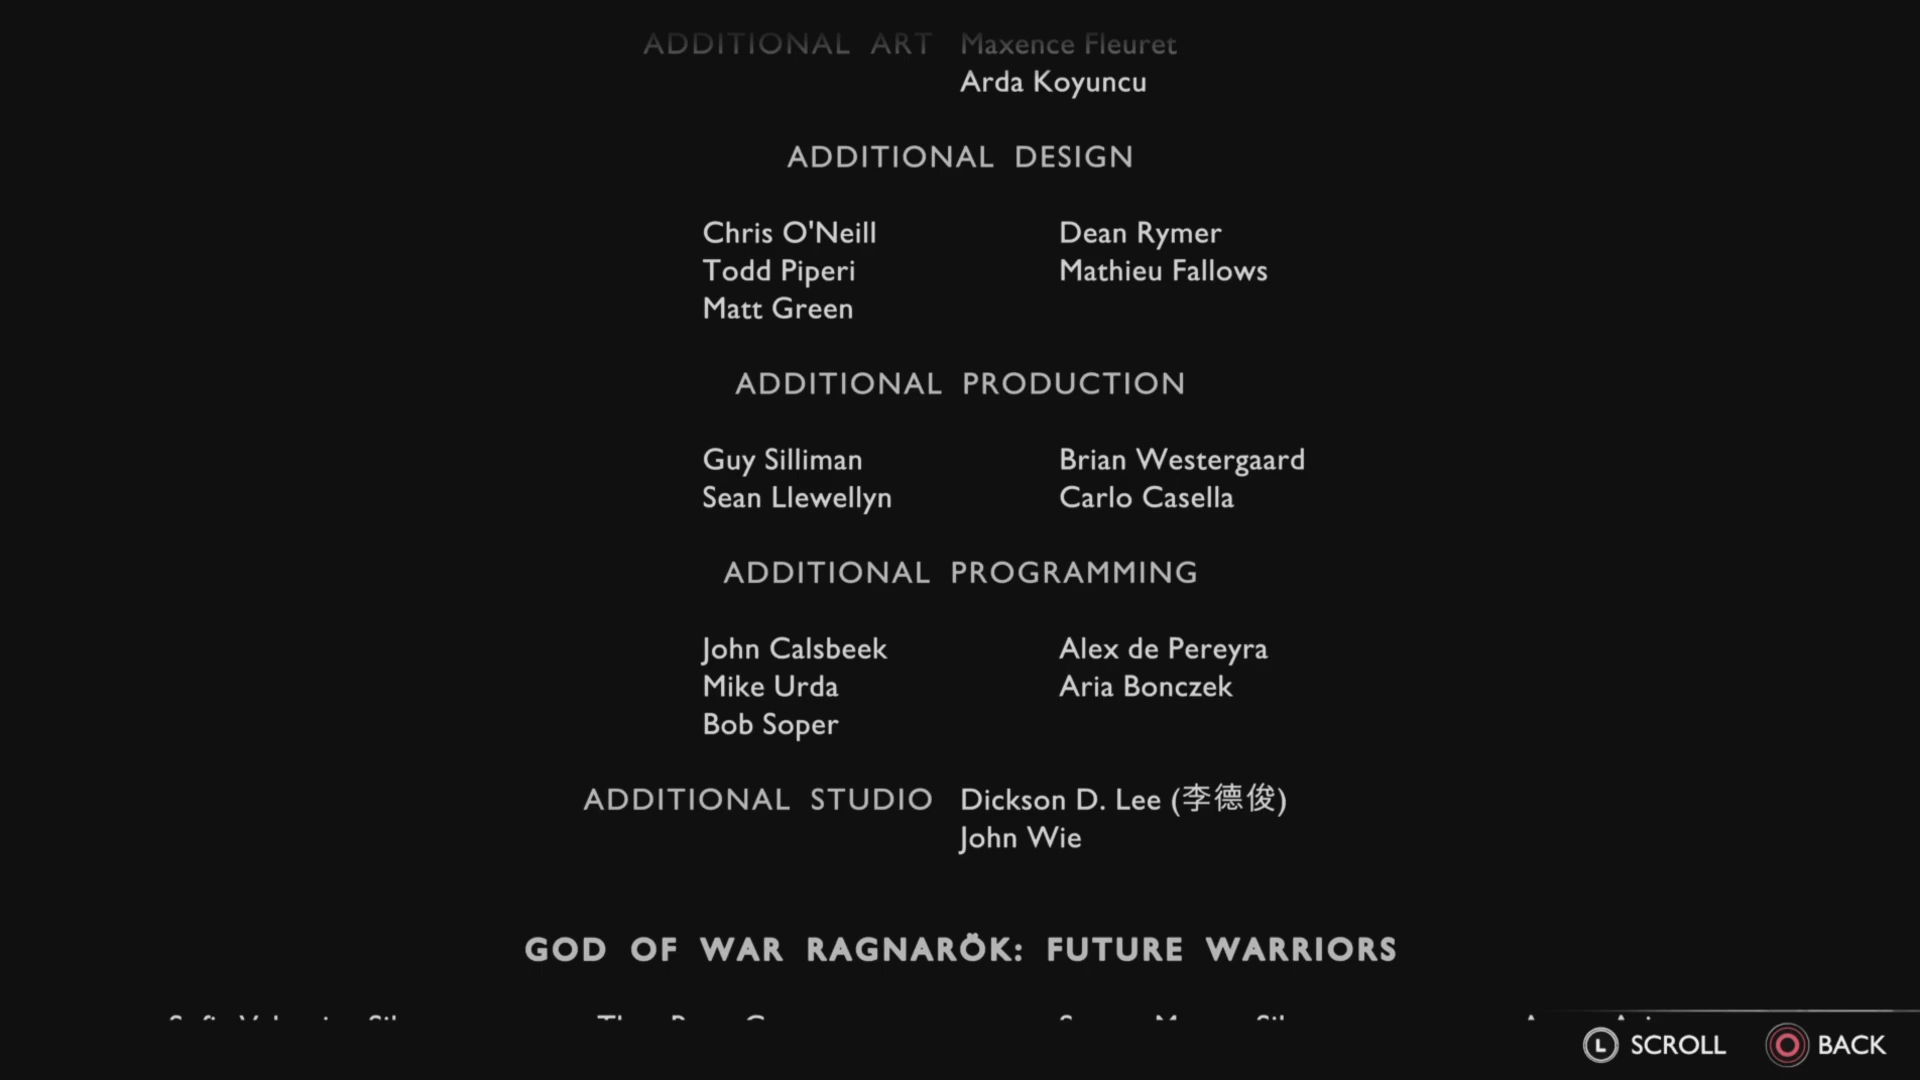 ADDITIONAL ART Maxence Fleuret
Arda Koyuncu
ADDITIONAL DESIGN
Chris O'Neill Dean Rymer
Todd Piperi Mathieu Fallows
Matt Green
ADDITIONAL PRODUCTION
Guy Silliman Brian Westergaard
Sean Llewellyn Carlo Casella
ADDITIONAL PROGRAMMING
John Calsbeek Alex de Pereyra
Mike Urda Aria Bonczek
Bob Soper
ADDITIONAL STUDIO Dickson D. Lee (李德俊)
John Wie
GOD OF WAR RAGNARÖK: FUTURE WARRIORS
L SCROLL BACK